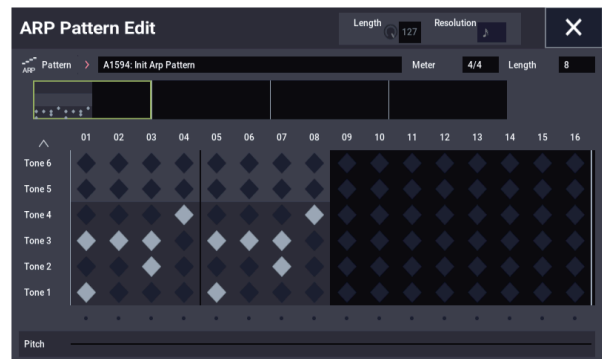 ARP Pattern Edit
Length 127 Resolution ♪
ARP Pattern > A1594: Init Arp Pattern Meter 4/4 Length 8
01 02 03 04 05 06 07 08 09 10 11 12 13 14 15 16
Tone 6
Tone 5
Tone 4
Tone 3
Tone 2
Tone 1
Pitch